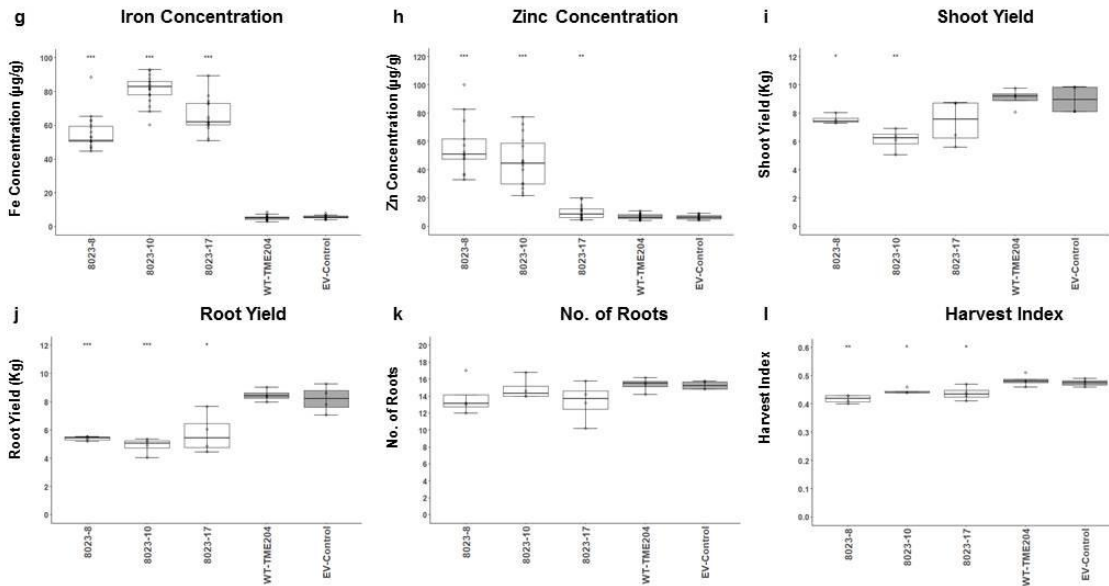 g Iron Concentration
Fe Concentration (µg/g)
100
80
60
40
20
0
*** *** ***
8023-8
8023-10
8023-17
WT-TME204
EV-Control
h Zinc Concentration
Zn Concentration (µg/g)
120
100
80
60
40
20
0
*** *** **
8023-8
8023-10
8023-17
WT-TME204
EV-Control
i Shoot Yield
Shoot Yield (Kg)
12
10
8
6
4
2
0
* **
8023-8
8023-10
8023-17
WT-TME204
EV-Control
j Root Yield
Root Yield (Kg)
12
10
8
6
4
2
0
*** *** *
8023-8
8023-10
8023-17
WT-TME204
EV-Control
k No. of Roots
No. of Roots
20
18
16
14
12
10
8
6
4
2
0
8023-8
8023-10
8023-17
WT-TME204
EV-Control
l Harvest Index
Harvest Index
0.6
0.5
0.4
0.3
0.2
0.1
0.0
** * *
8023-8
8023-10
8023-17
WT-TME204
EV-Control